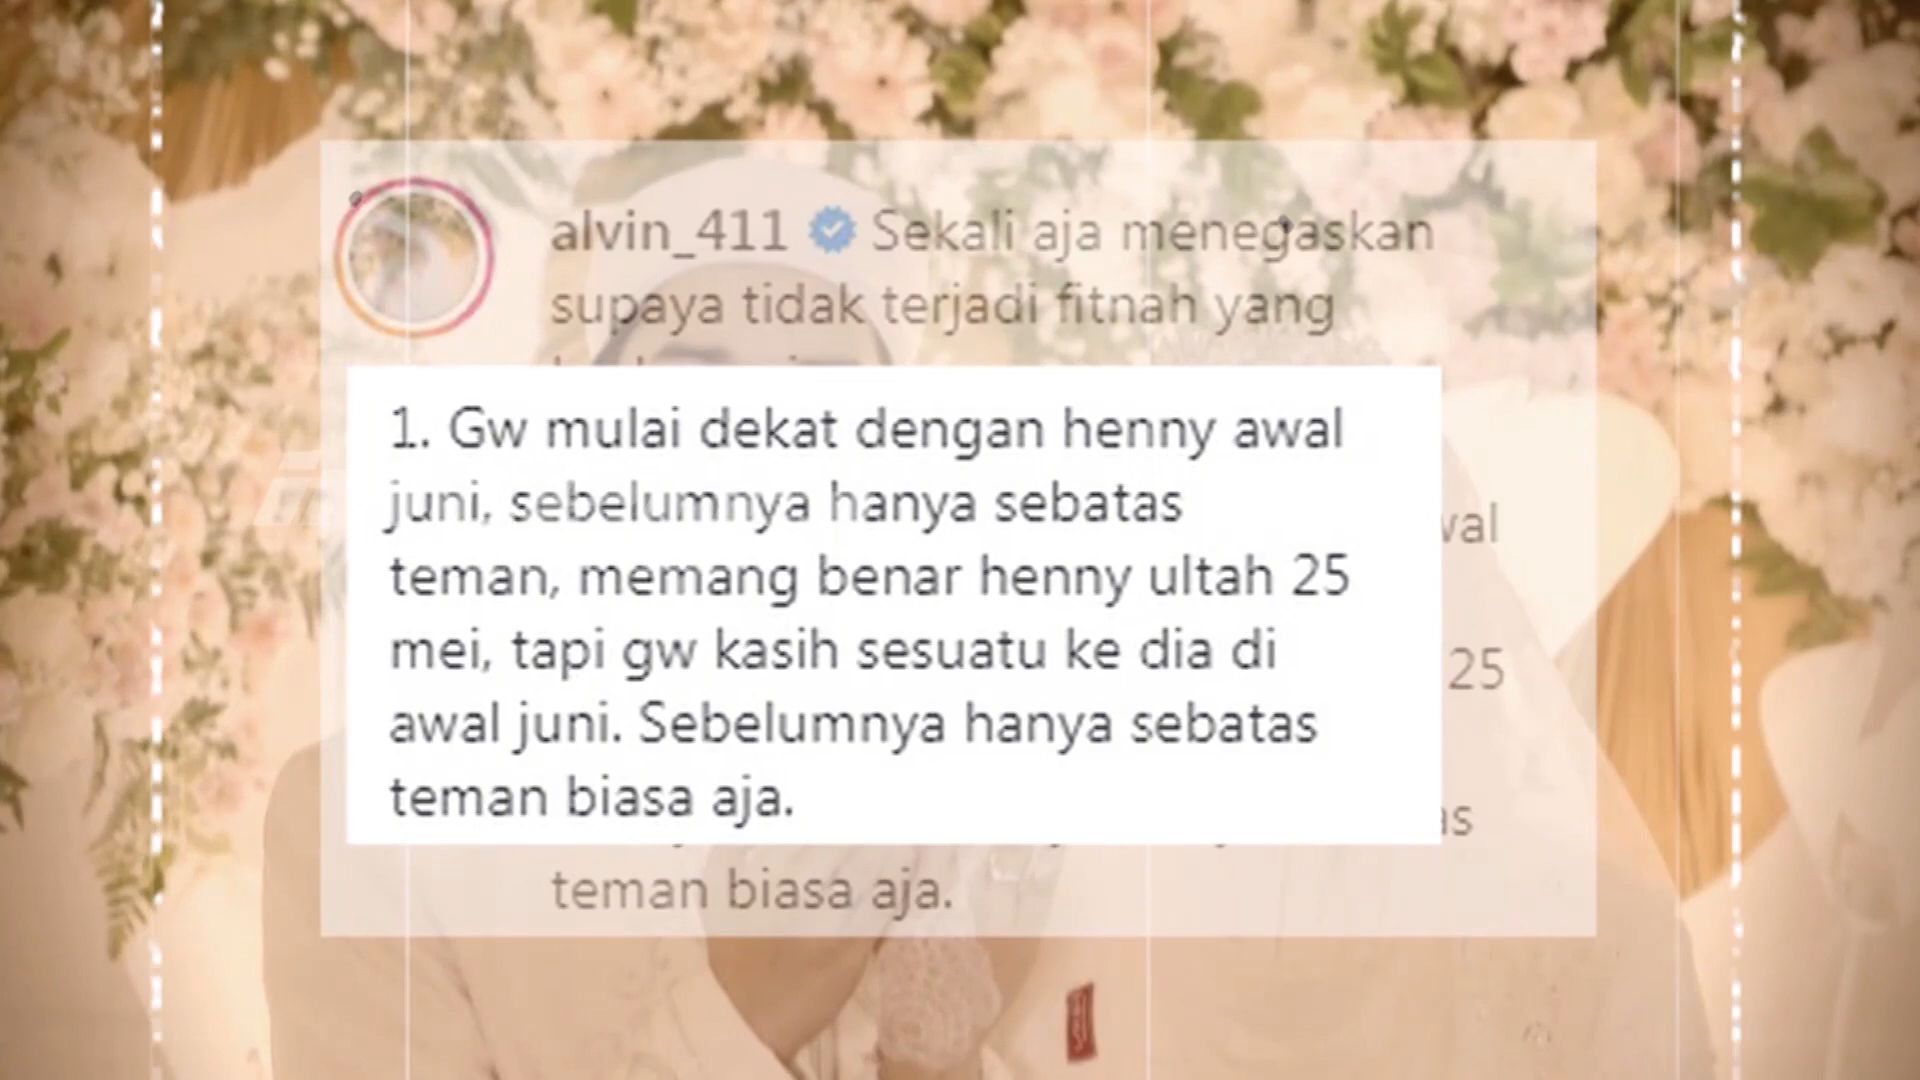 alvin_411 Sekali aja menegaskan
supaya tidak terjadi fitnah yang
1. Gw mulai dekat dengan henny awal
juni, sebelumnya hanya sebatas
teman, memang benar henny ultah 25
mei, tapi gw kasih sesuatu ke dia di
awal juni. Sebelumnya hanya sebatas
teman biasa aja.
25
teman biasa aja.